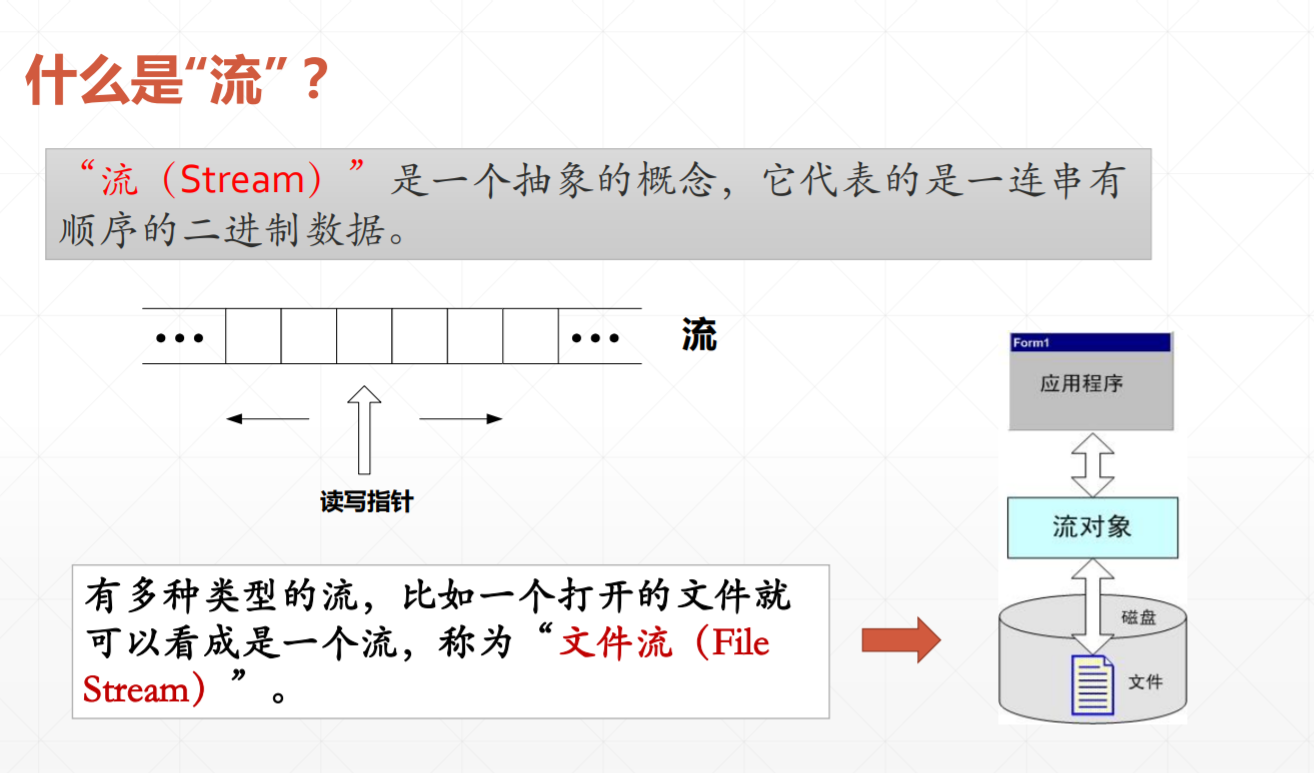 什么是“流”？
“流（Stream）”是一个抽象的概念，它代表的是一连串有
顺序的二进制数据。
流
读写指针
有多种类型的流，比如一个打开的文件就
可以看成是一个流，称为“文件流（File
Stream）”。
Form1
应用程序
流对象
磁盘
文件